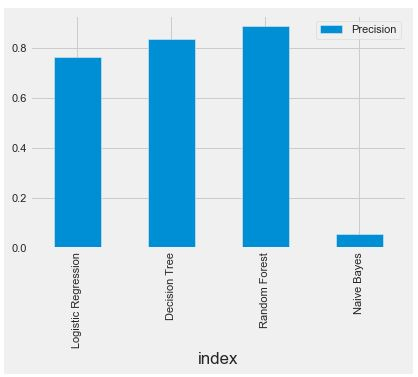 Precision
0.8
0.6
0.4
0.2
0.0
Logistic Regression
Decision Tree
Random Forest
Naive Bayes
index